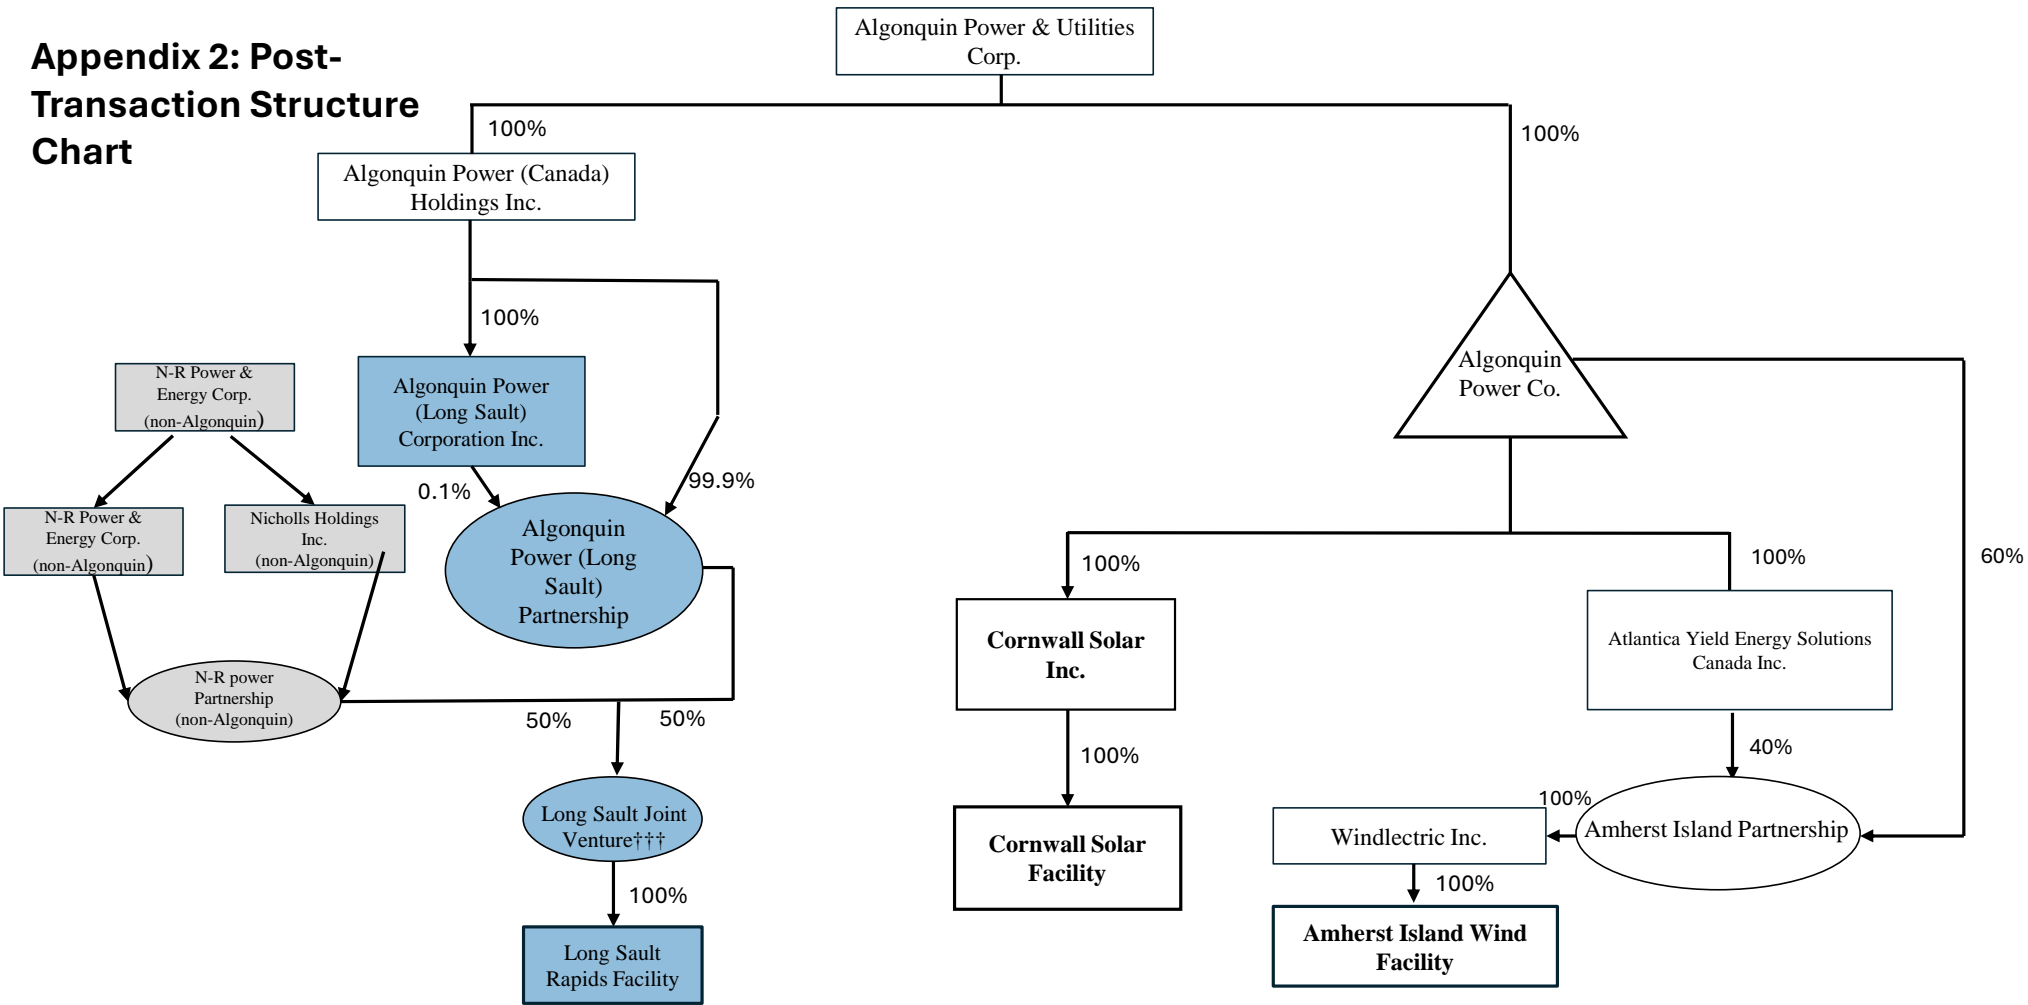 Appendix 2: Post-
Transaction Structure
Chart
Algonquin Power & Utilities
Corp.
100%
100%
Algonquin Power (Canada)
Holdings Inc.
100%
N-R Power &
Energy Corp.
(non-Algonquin)
Algonquin Power
(Long Sault)
Corporation Inc.
Algonquin
Power Co.
0.1%
99.9%
N-R Power &
Energy Corp.
(non-Algonquin)
Nicholls Holdings
Inc.
(non-Algonquin)
Algonquin
Power (Long
Sault)
Partnership
100%
100%
60%
Cornwall Solar
Inc.
Atlantica Yield Energy Solutions
Canada Inc.
N-R power
Partnership
(non-Algonquin)
50%
50%
100%
40%
Long Sault Joint
Venture†††
100%
Windlectric Inc.
Amherst Island Partnership
Cornwall Solar
Facility
100%
100%
Long Sault
Rapids Facility
Amherst Island Wind
Facility